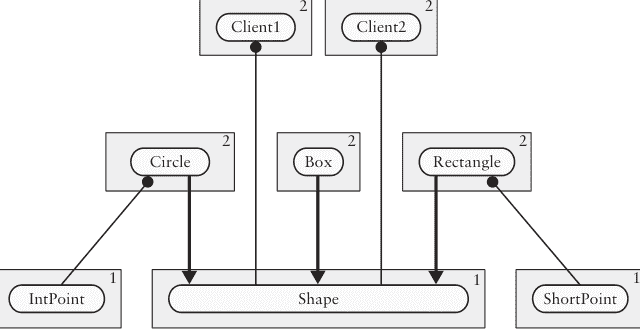 2
Client1
2
Client2
2
Circle
2
Box
2
Rectangle
1
IntPoint
1
Shape
1
ShortPoint